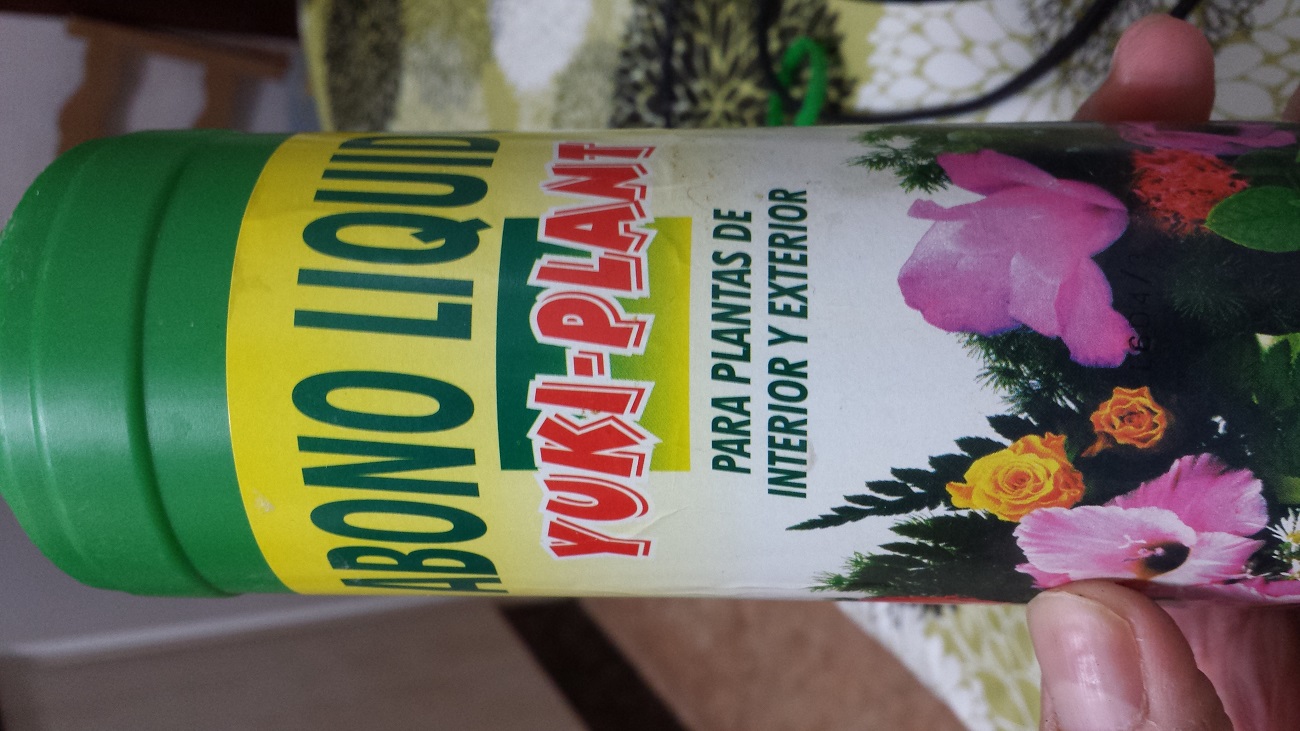 ABONO LIQUID
YUKI-PLANT
PARA PLANTAS DE
INTERIOR Y EXTERIOR